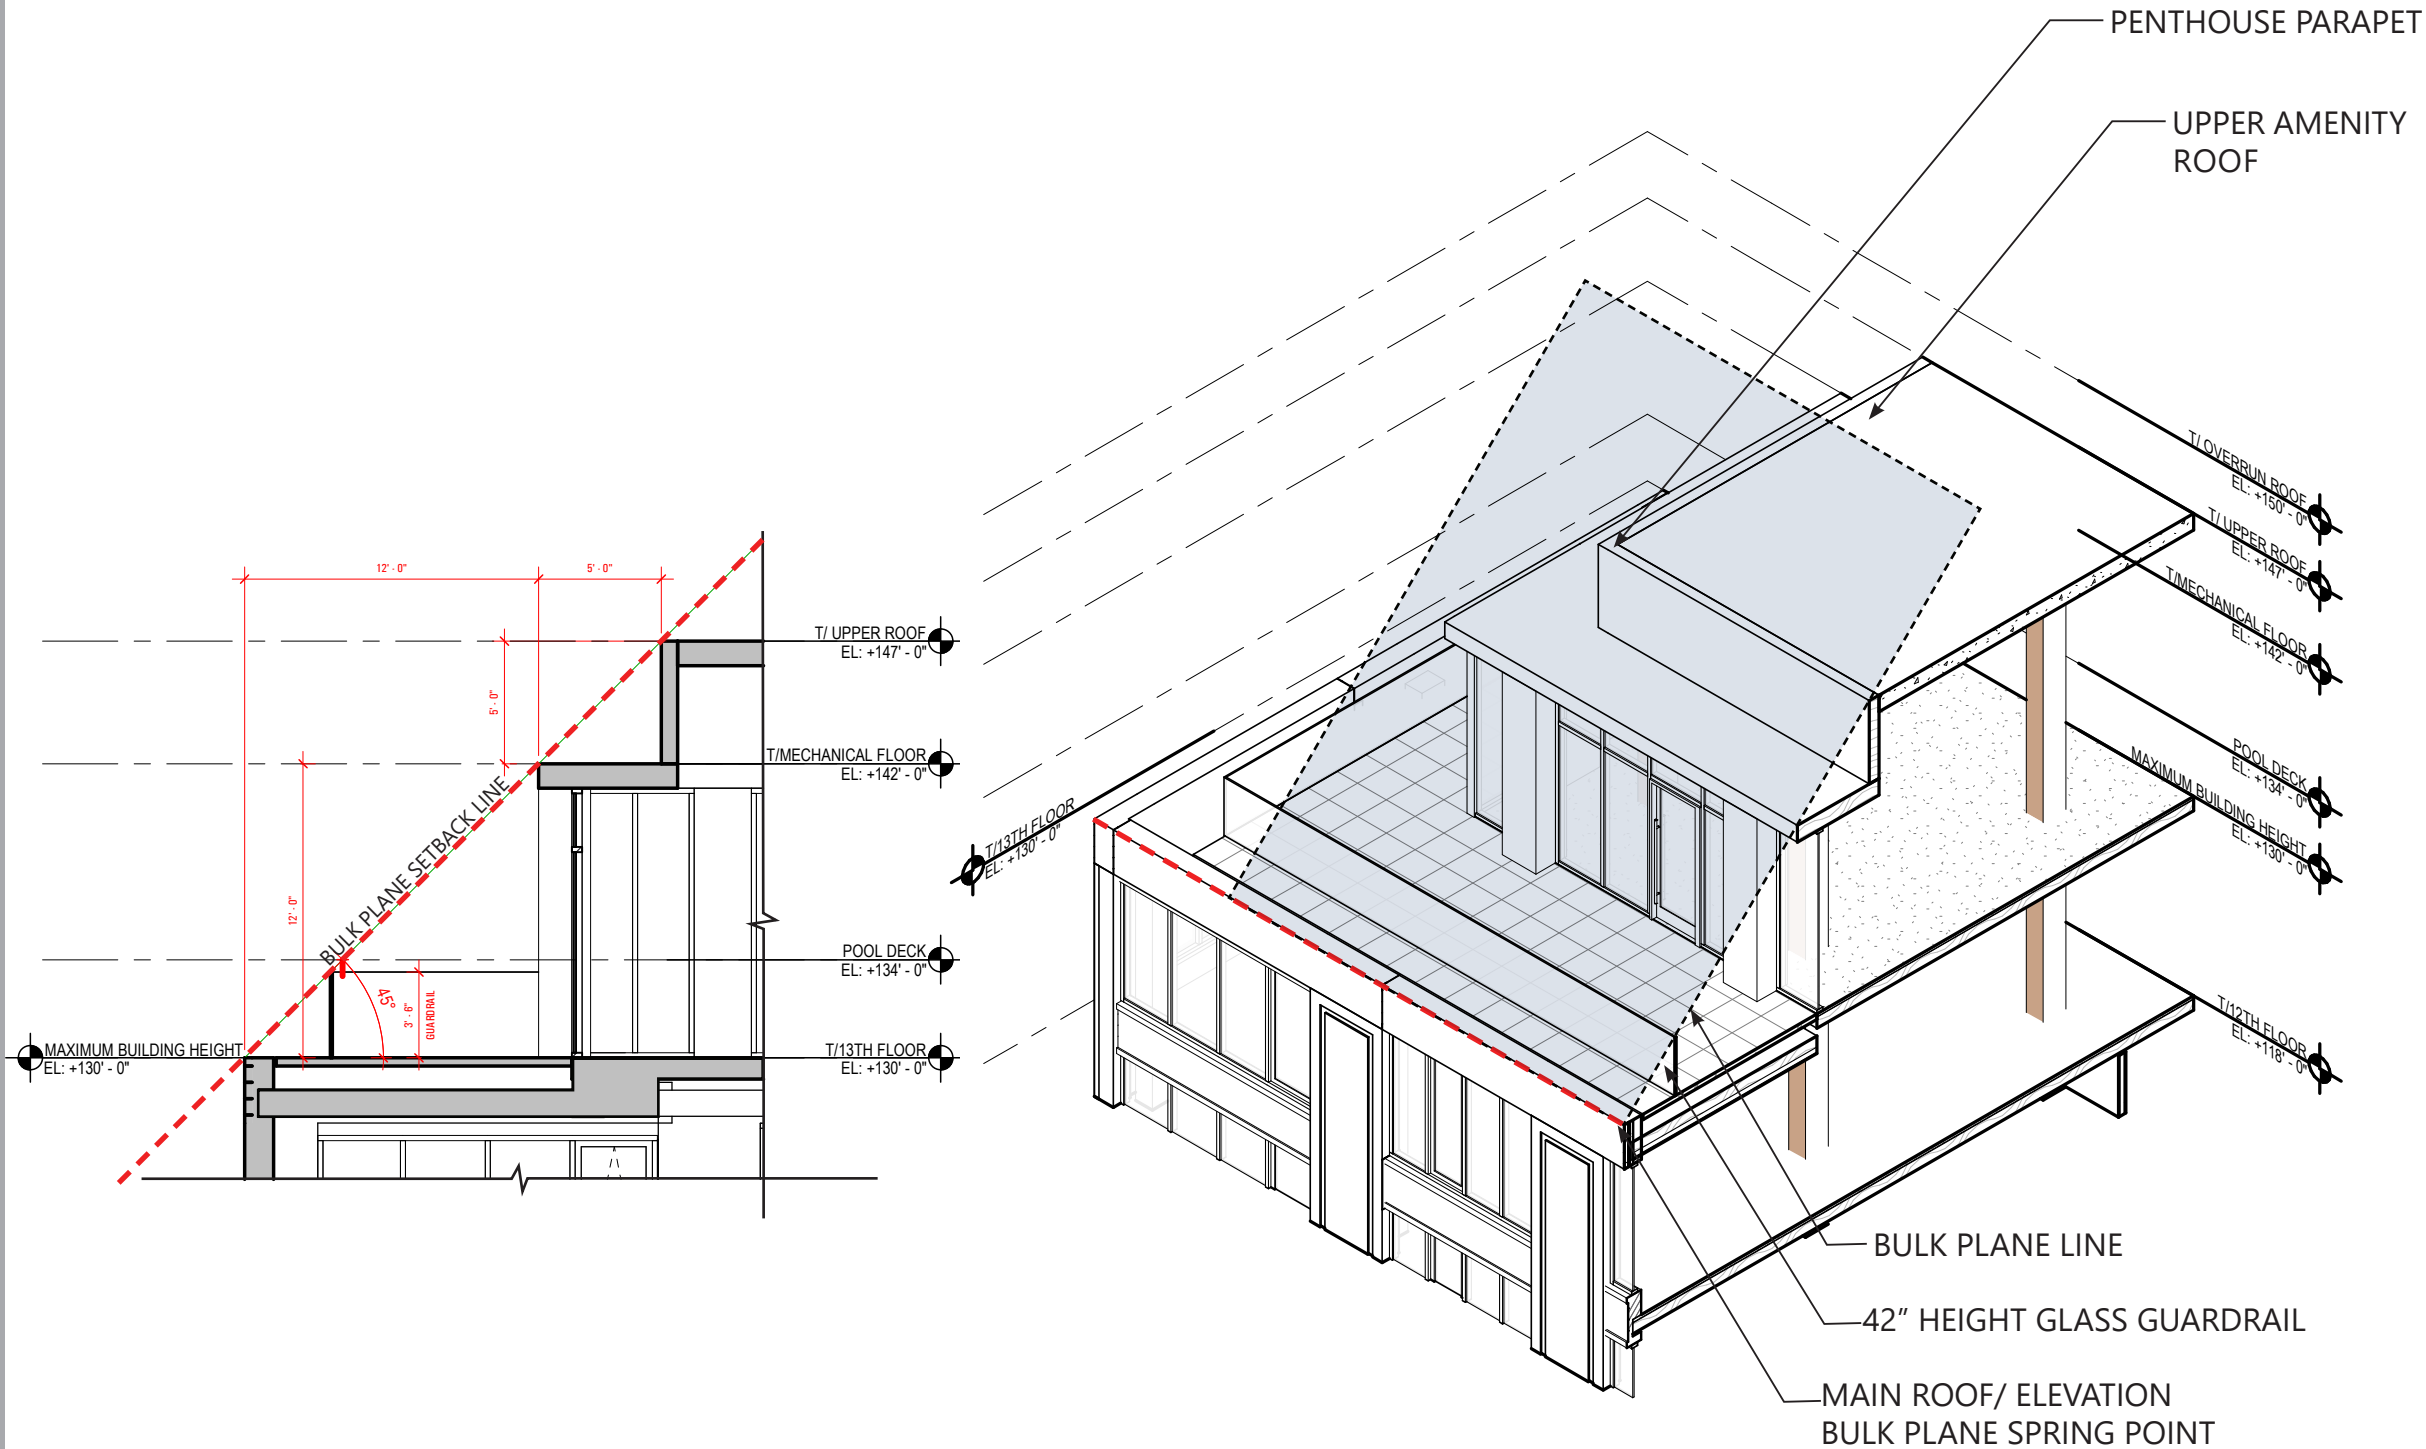 PENTHOUSE PARAPET
UPPER AMENITY
ROOF
T/ OVERRUN ROOF
EL: +150' - 0"
T/ UPPER ROOF
EL: +147' - 0"
T/MECHANICAL FLOOR
EL: +142' - 0"
POOL DECK
EL: +134' - 0"
MAXIMUM BUILDING HEIGHT
EL: +130' - 0"
T/12TH FLOOR
EL: +118' - 0"
T/13TH FLOOR
EL: +130' - 0"
12' - 0"
5' - 0"
T/ UPPER ROOF
EL: +147' - 0"
5' - 0"
T/MECHANICAL FLOOR
EL: +142' - 0"
BULK PLANE SETBACK LINE
12' - 0"
POOL DECK
EL: +134' - 0"
45°
3' - 6"
GUARDRAIL
MAXIMUM BUILDING HEIGHT
EL: +130' - 0"
T/13TH FLOOR
EL: +130' - 0"
BULK PLANE LINE
42" HEIGHT GLASS GUARDRAIL
MAIN ROOF/ ELEVATION
BULK PLANE SPRING POINT